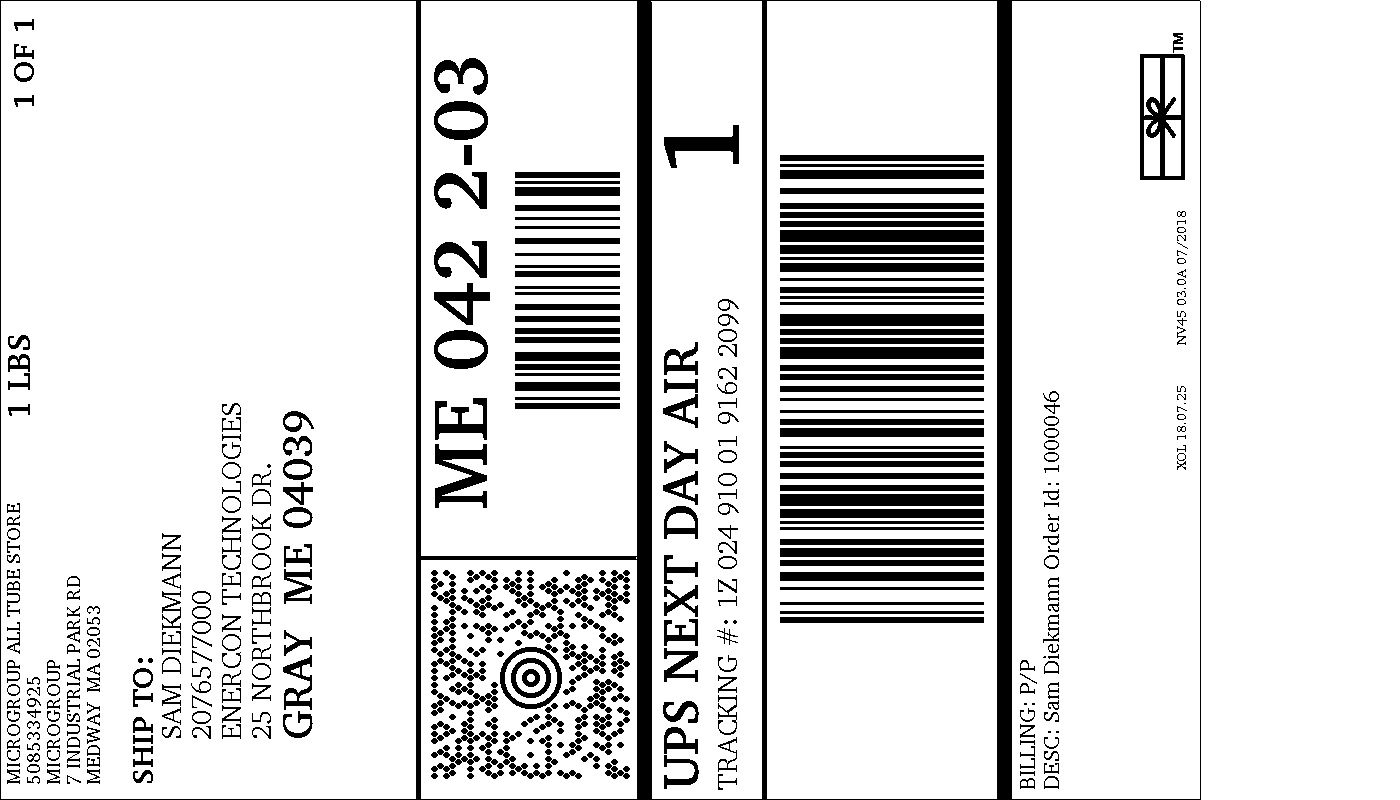 MICROGROUP ALL TUBE STORE
5085334925
MICROGROUP
7 INDUSTRIAL PARK RD
MEDWAY MA 02053
1 LBS
1 OF 1
SHIP TO:
SAM DIEKMANN
2076577000
ENERCON TECHNOLOGIES
25 NORTHBROOK DR.
GRAY ME 04039
ME 042 2-03
UPS NEXT DAY AIR
1
TRACKING #: 1Z 024 910 01 9162 2099
BILLING: P/P
DESC: Sam Diekmann Order Id: 1000046
XOL 18.07.25 NV45 03.0A 07/2018
TM